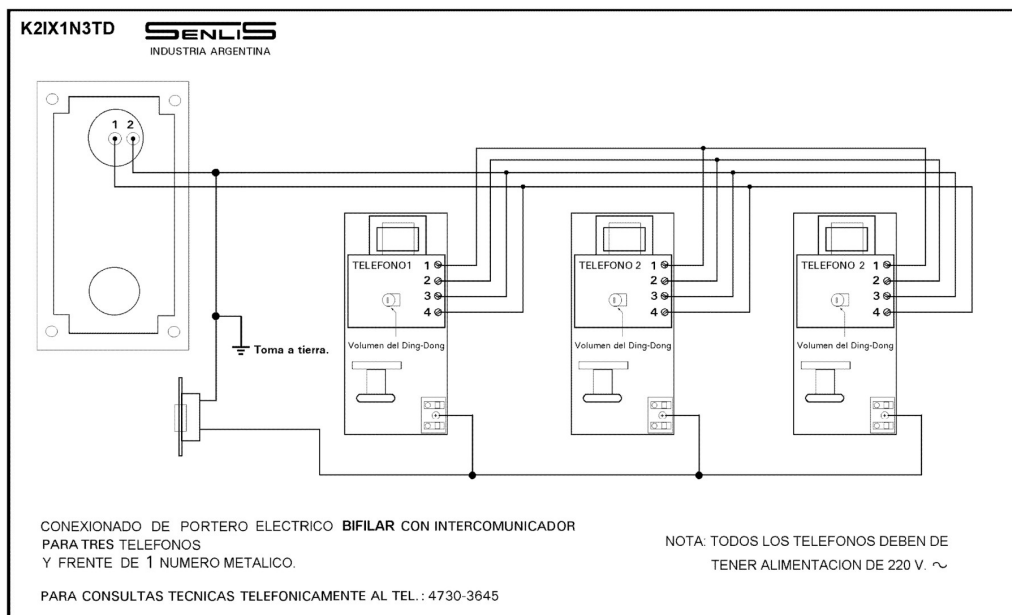 K2IX1N3TD
SENLIS
INDUSTRIA ARGENTINA
1 2
TELEFONO1 1
2
3
4
Volumen del Ding-Dong
TELEFONO 2 1
2
3
4
Volumen del Ding-Dong
TELEFONO 2 1
2
3
4
Volumen del Ding-Dong
Toma a tierra.
CONEXIONADO DE PORTERO ELECTRICO BIFILAR CON INTERCOMUNICADOR
PARA TRES TELEFONOS
Y FRENTE DE 1 NUMERO METALICO.
PARA CONSULTAS TECNICAS TELEFONICAMENTE AL TEL.: 4730-3645
NOTA: TODOS LOS TELEFONOS DEBEN DE
TENER ALIMENTACION DE 220 V. ~